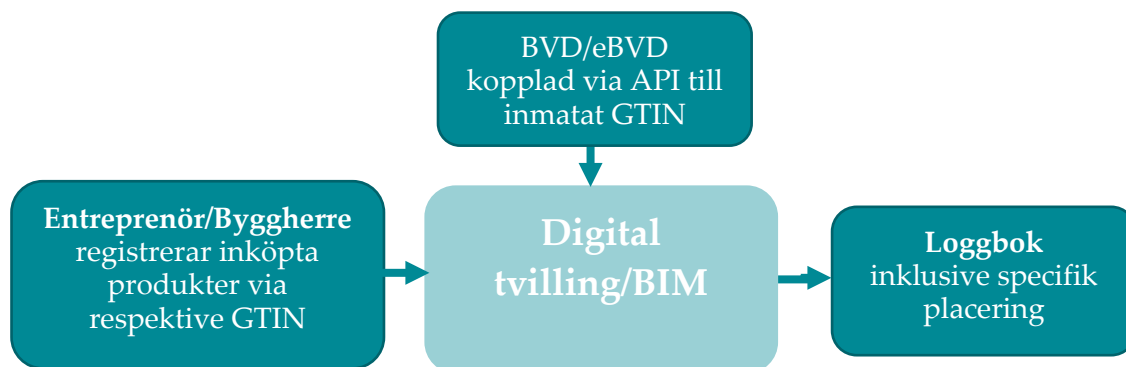 BVD/eBVD
kopplad via API till
inmatat GTIN
Entreprenör/Byggherre
registrerar inköpta
produkter via
respektive GTIN
Digital
tvilling/BIM
Loggbok
inklusive specifik
placering